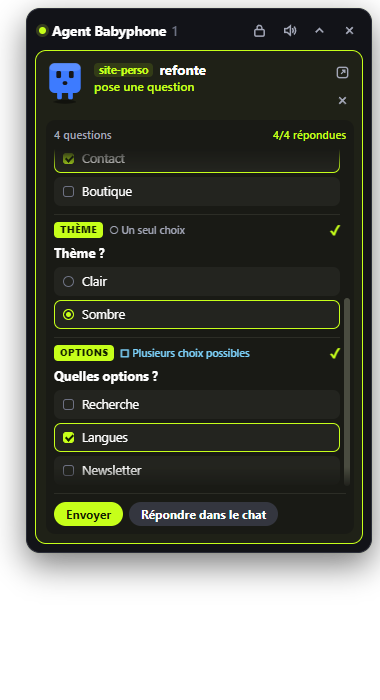 Agent Babyphone 1
site-perso refonte
pose une question
4 questions 4/4 répondues
Contact
Boutique
THÈME Un seul choix
Thème ?
Clair
Sombre
OPTIONS Plusieurs choix possibles
Quelles options ?
Recherche
Langues
Newsletter
Envoyer Répondre dans le chat